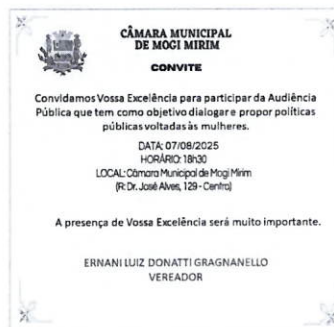 CÂMARA MUNICIPAL
DE MOGI MIRIM
CONVITE
Convidamos Vossa Excelência para participar da Audiência
Pública que tem como objetivo dialogar e propor políticas
públicas voltadas às mulheres.
DATA: 07/08/2025
HORÁRIO: 18h30
LOCAL: Câmara Municipal de Mogi Mirim
(R: Dr. José Alves, 129 - Centro)
A presença de Vossa Excelência será muito importante.
ERNANI LUIZ DONATTI GRAGNANELLO
VEREADOR